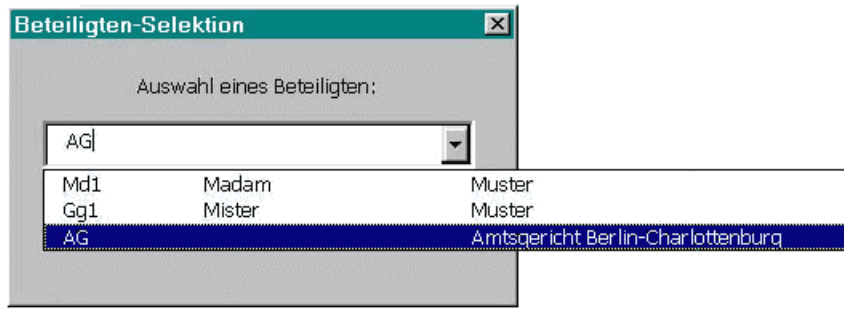 Beteiligten-Selektion
Auswahl eines Beteiligten:
AG
Md1 Madam Muster
Gg1 Mister Muster
AG Amtsgericht Berlin-Charlottenburg